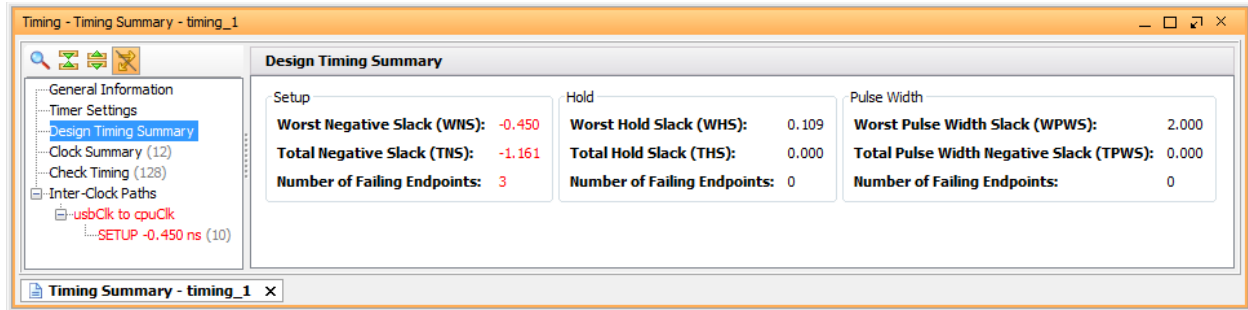 Timing - Timing Summary - timing_1
General Information
Timer Settings
Design Timing Summary
Clock Summary (12)
Check Timing (128)
Inter-Clock Paths
usbClk to cpuClk
SETUP -0.450 ns (10)
Design Timing Summary
Setup
Worst Negative Slack (WNS): -0.450
Total Negative Slack (TNS): -1.161
Number of Failing Endpoints: 3
Hold
Worst Hold Slack (WHS): 0.109
Total Hold Slack (THS): 0.000
Number of Failing Endpoints: 0
Pulse Width
Worst Pulse Width Slack (WPWS): 2.000
Total Pulse Width Negative Slack (TPWS): 0.000
Number of Failing Endpoints: 0
Timing Summary - timing_1